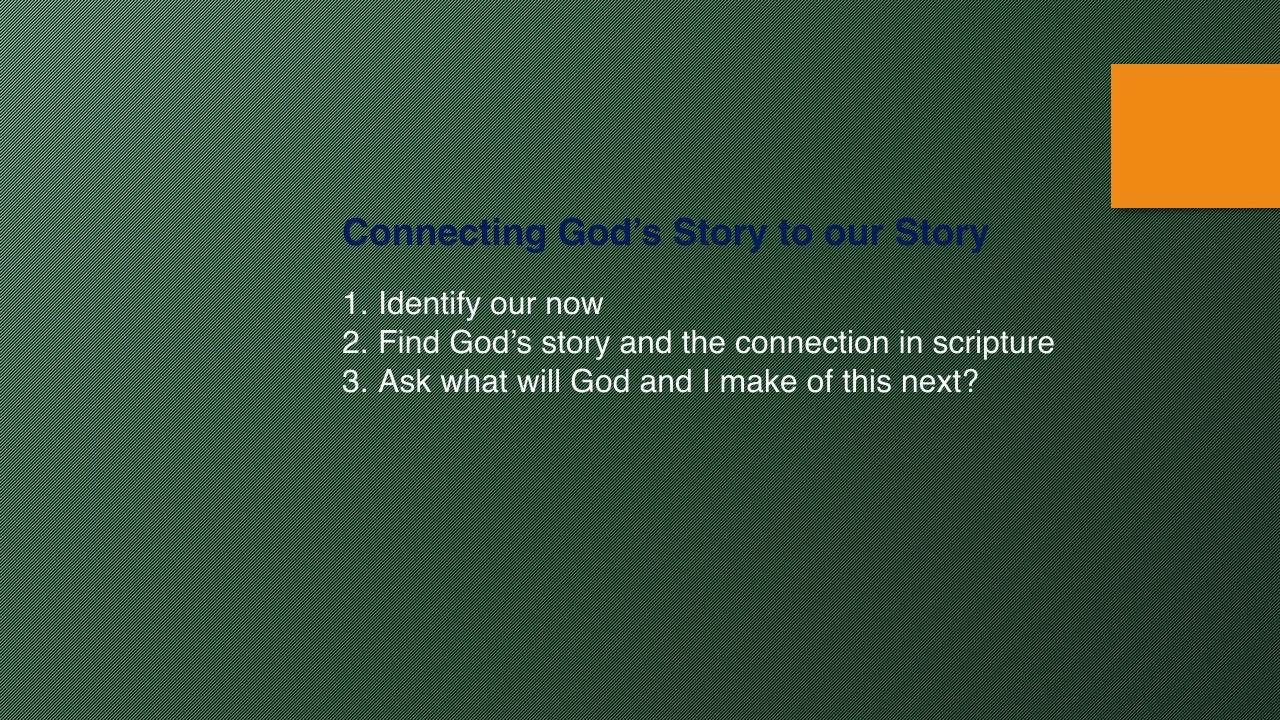 Connecting God’s Story to our Story
1. Identify our now
2. Find God’s story and the connection in scripture
3. Ask what will God and I make of this next?